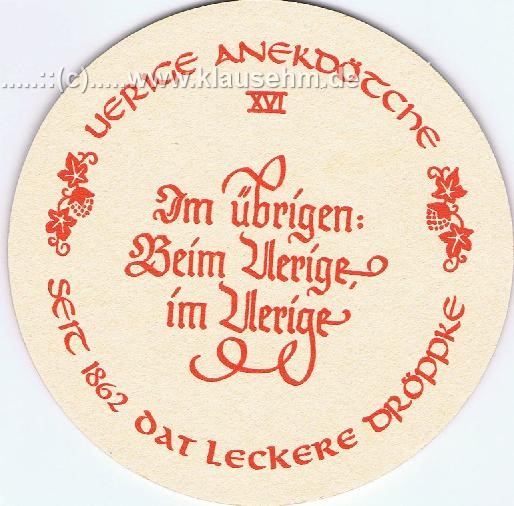 .....::(c)..... www.klausehm.de
UERIGE ANEKDÖTCHE
XVI
Im übrigen:
Beim Uerige,
im Uerige
SEIT 1862 DAT LECKERE DRÖPPKE